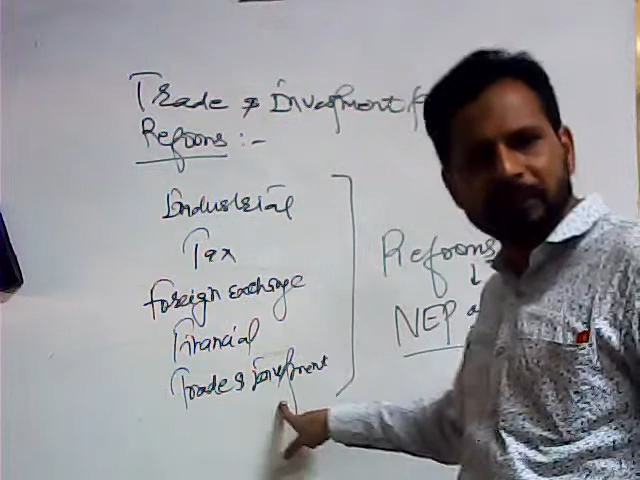 Trade & Investment
Reforms :-
Industrial
Tax
Foreign exchange
Financial
Trade & Investment
Reforms
↓
NEP